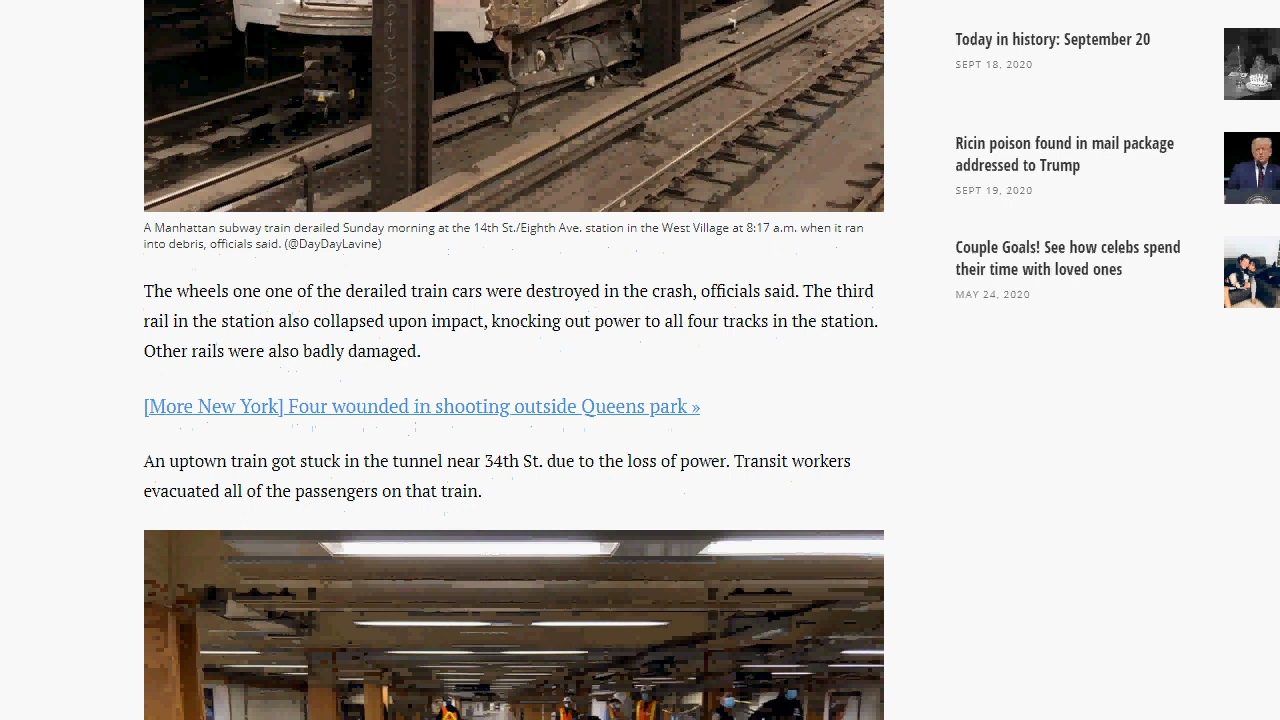 A Manhattan subway train derailed Sunday morning at the 14th St./Eighth Ave. station in the West Village at 8:17 a.m. when it ran
into debris, officials said. (@DayDayLavine)
The wheels one one of the derailed train cars were destroyed in the crash, officials said. The third
rail in the station also collapsed upon impact, knocking out power to all four tracks in the station.
Other rails were also badly damaged.
[More New York] Four wounded in shooting outside Queens park »
An uptown train got stuck in the tunnel near 34th St. due to the loss of power. Transit workers
evacuated all of the passengers on that train.
Today in history: September 20
SEPT 18, 2020
Ricin poison found in mail package
addressed to Trump
SEPT 19, 2020
Couple Goals! See how celebs spend
their time with loved ones
MAY 24, 2020